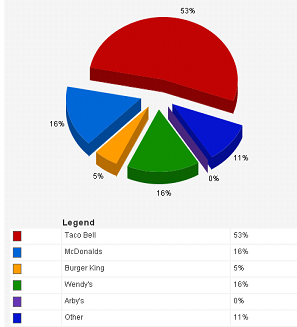 53%
16%
11%
5%
0%
16%
Legend
Taco Bell 53%
McDonalds 16%
Burger King 5%
Wendy's 16%
Arby's 0%
Other 11%